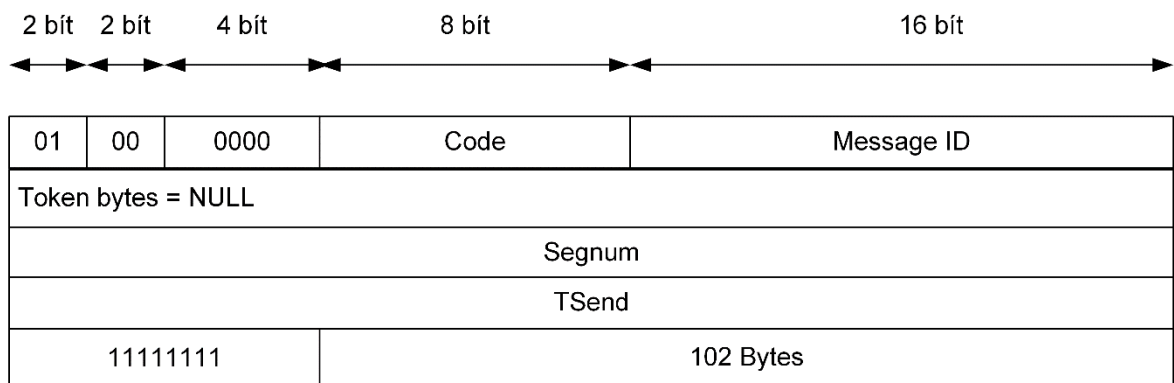 2 bít 2 bít 4 bít 8 bít 16 bít
01 00 0000 Code Message ID
Token bytes = NULL
Segnum
TSend
11111111 102 Bytes